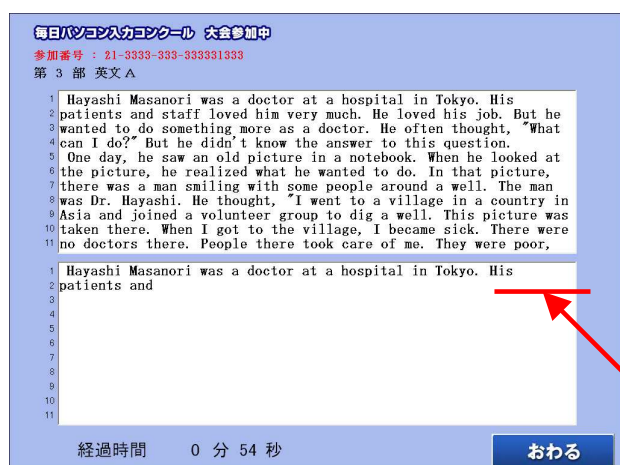 毎日パソコン入力コンクール 大会参加中
参加番号 : 21-3333-333-333331333
第 3 部 英文A
1 Hayashi Masanori was a doctor at a hospital in Tokyo. His
2 patients and staff loved him very much. He loved his job. But he
3 wanted to do something more as a doctor. He often thought, "What
4 can I do?" But he didn't know the answer to this question.
5 One day, he saw an old picture in a notebook. When he looked at
6 the picture, he realized what he wanted to do. In that picture,
7 there was a man smiling with some people around a well. The man
8 was Dr. Hayashi. He thought, "I went to a village in a country in
9 Asia and joined a volunteer group to dig a well. This picture was
10 taken there. When I got to the village, I became sick. There were
11 no doctors there. People there took care of me. They were poor,
1 Hayashi Masanori was a doctor at a hospital in Tokyo. His
2 patients and
3
4
5
6
7
8
9
10
11
経過時間 0 分 54 秒
おわる